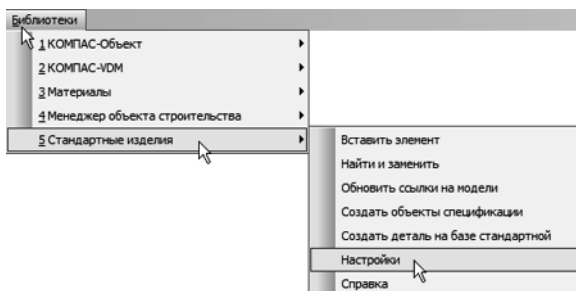 Библиотеки
1 КОМПАС-Объект
2 КОМПАС-VDM
3 Материалы
4 Менеджер объекта строительства
5 Стандартные изделия
Вставить элемент
Найти и заменить
Обновить ссылки на модели
Создать объекты спецификации
Создать деталь на базе стандартной
Настройки
Справка